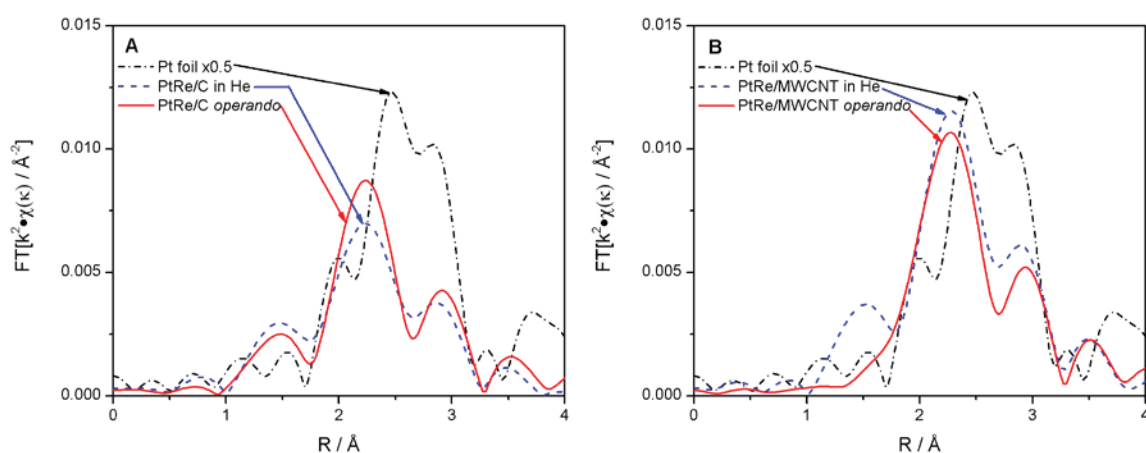 A
Pt foil x0.5
PtRe/C in He
PtRe/C operando
0.015
0.010
0.005
0.000
FT[k²•χ(κ) / Å⁻²
0
1
2
3
4
R / Å
B
Pt foil x0.5
PtRe/MWCNT in He
PtRe/MWCNT operando
0.015
0.010
0.005
0.000
FT[k²•χ(κ) / Å⁻²
0
1
2
3
4
R / Å